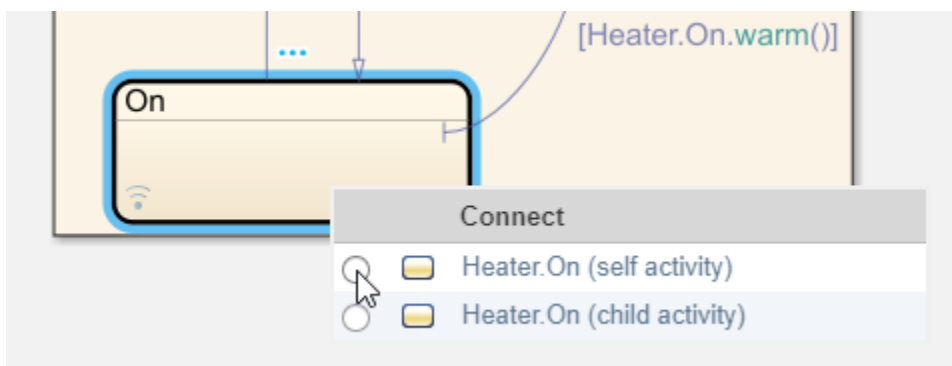 [Heater.On.warm()]
On
Connect
Heater.On (self activity)
Heater.On (child activity)